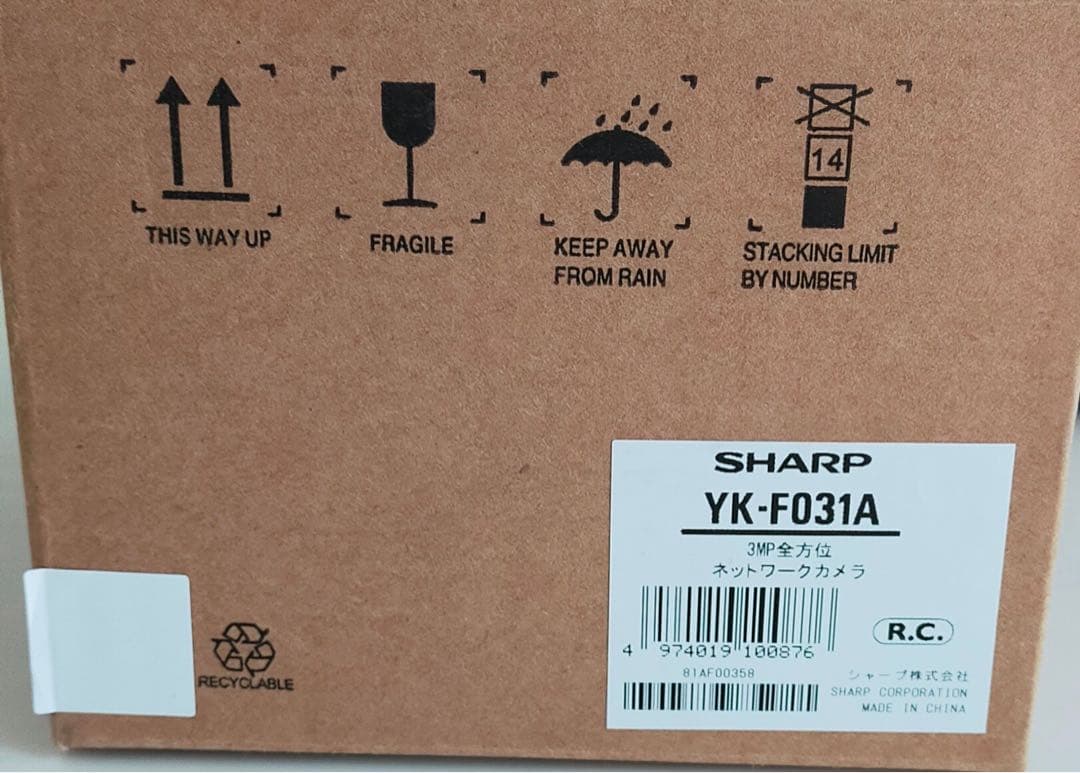 14
THIS WAY UP
FRAGILE
KEEP AWAY
FROM RAIN
STACKING LIMIT
BY NUMBER
SHARP
YK-F031A
3MP全方位
ネットワークカメラ
4 974019 100876
R.C.
81AF00358
シャープ株式会社
SHARP CORPORATION
MADE IN CHINA
RECYCLABLE